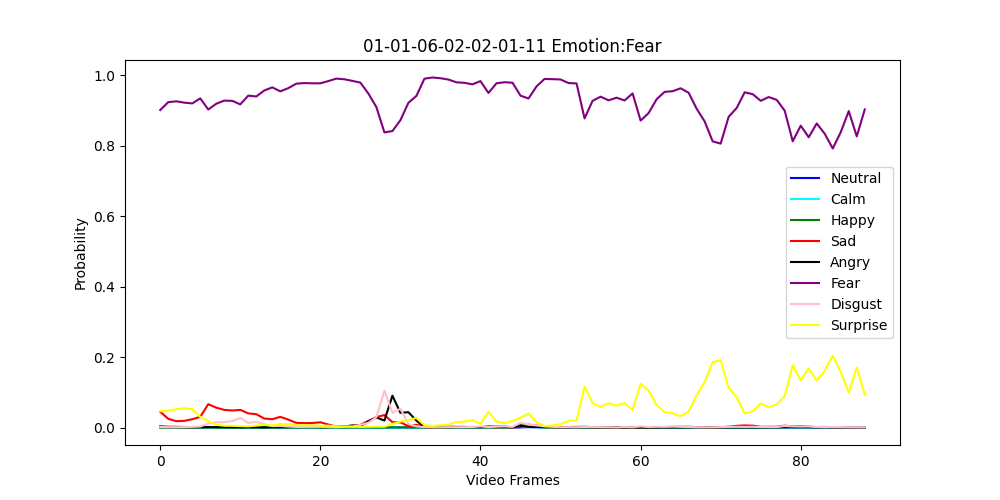 01-01-06-02-02-01-11 Emotion:Fear
Probability
1.0
0.8
0.6
0.4
0.2
0.0
0
20
40
60
80
Video Frames
Neutral
Calm
Happy
Sad
Angry
Fear
Disgust
Surprise